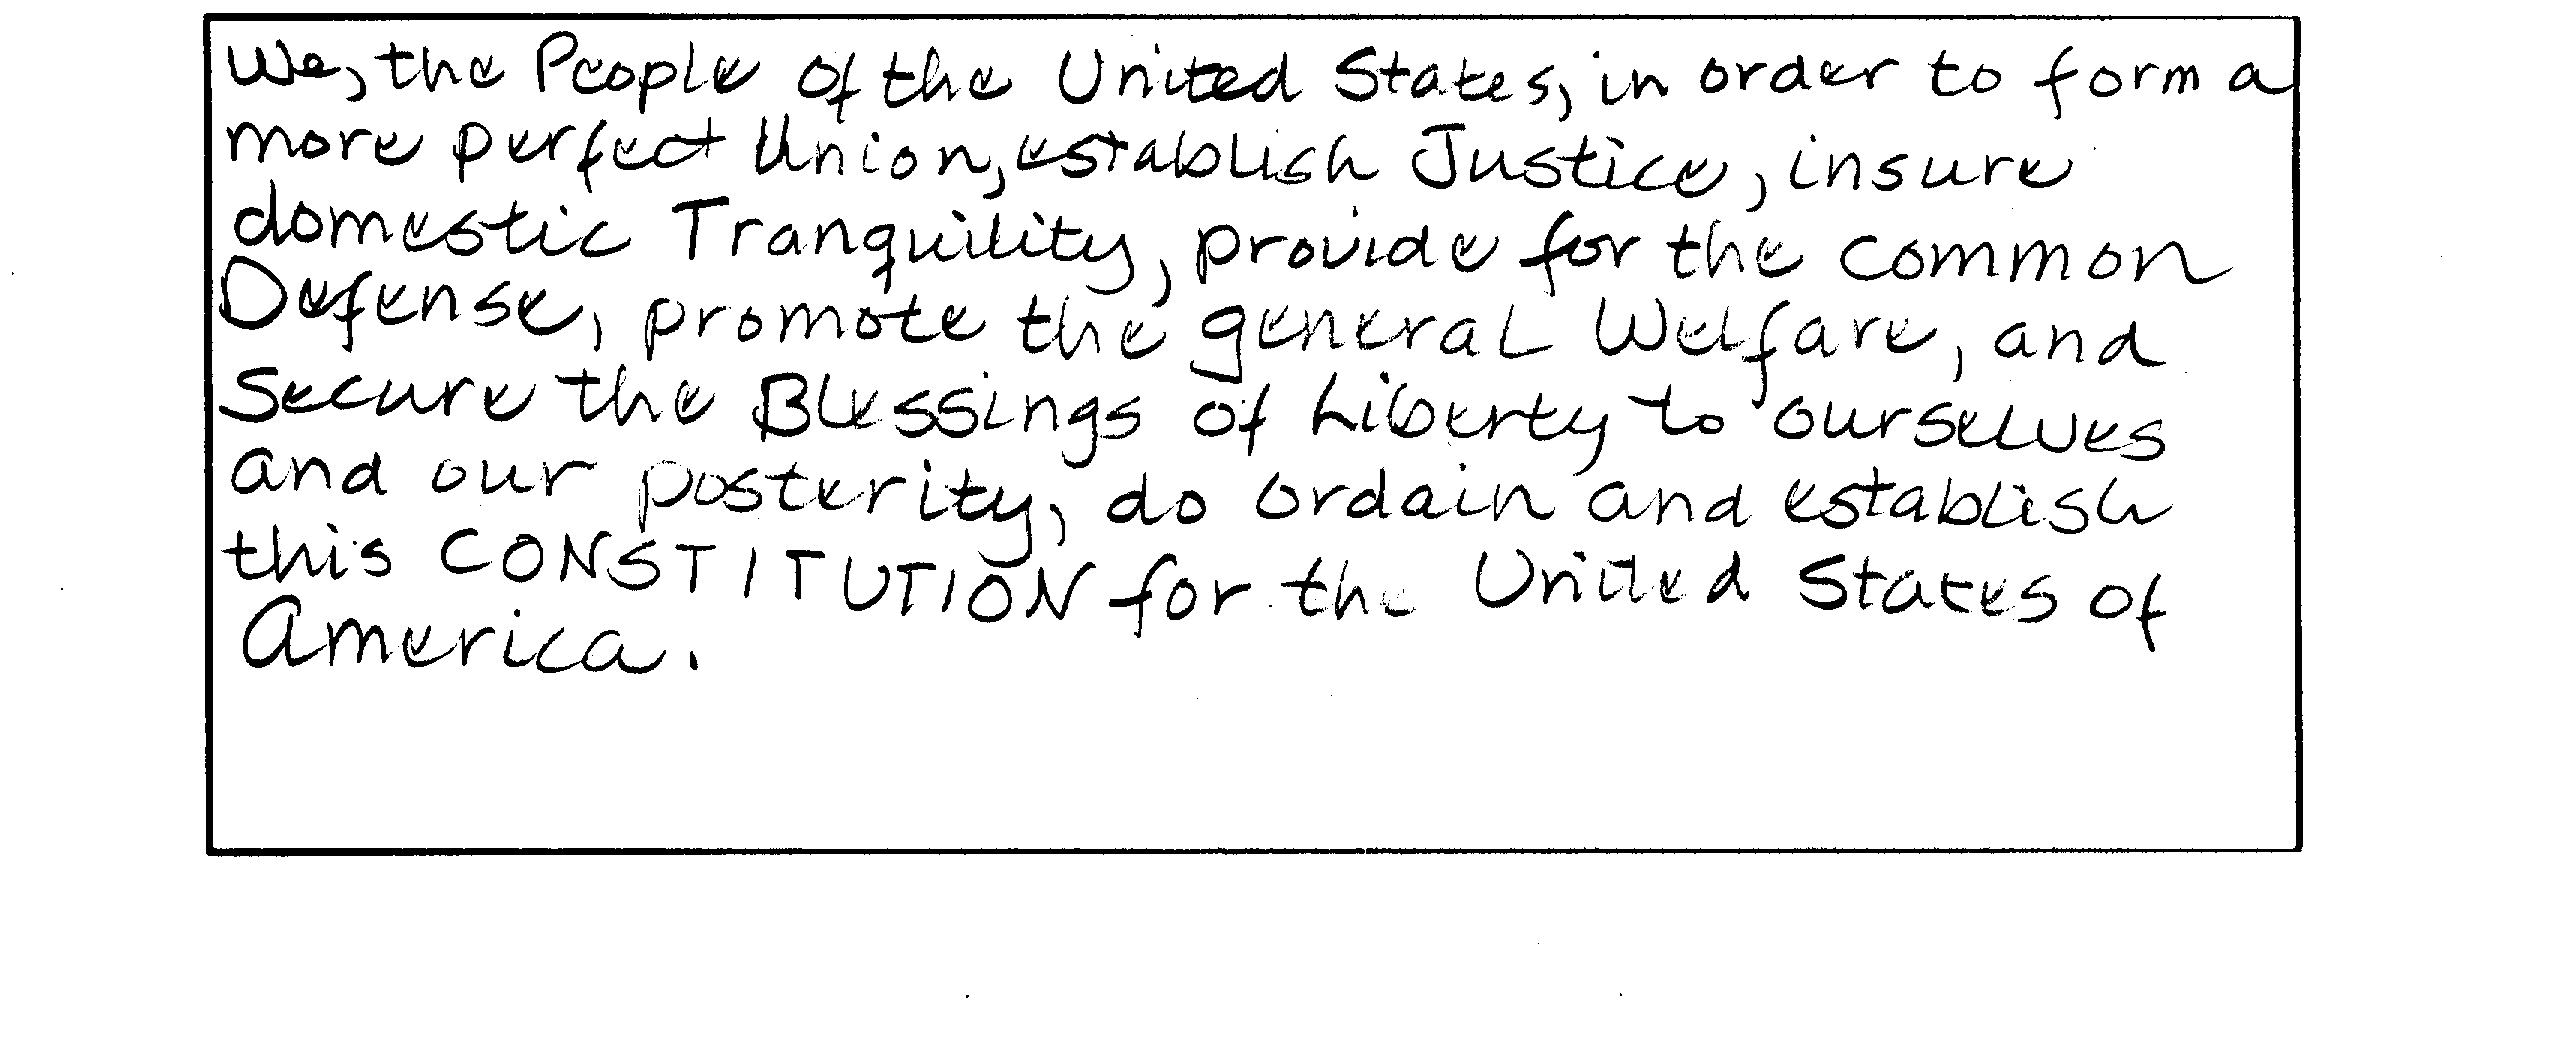 We, the People of the United States, in order to form a
more perfect Union, establish Justice, insure
domestic Tranquility, provide for the common
Defense, promote the general Welfare, and
Secure the Blessings of Liberty to ourselves
and our posterity, do ordain and establish
this CONSTITUTION for the United States of
America.